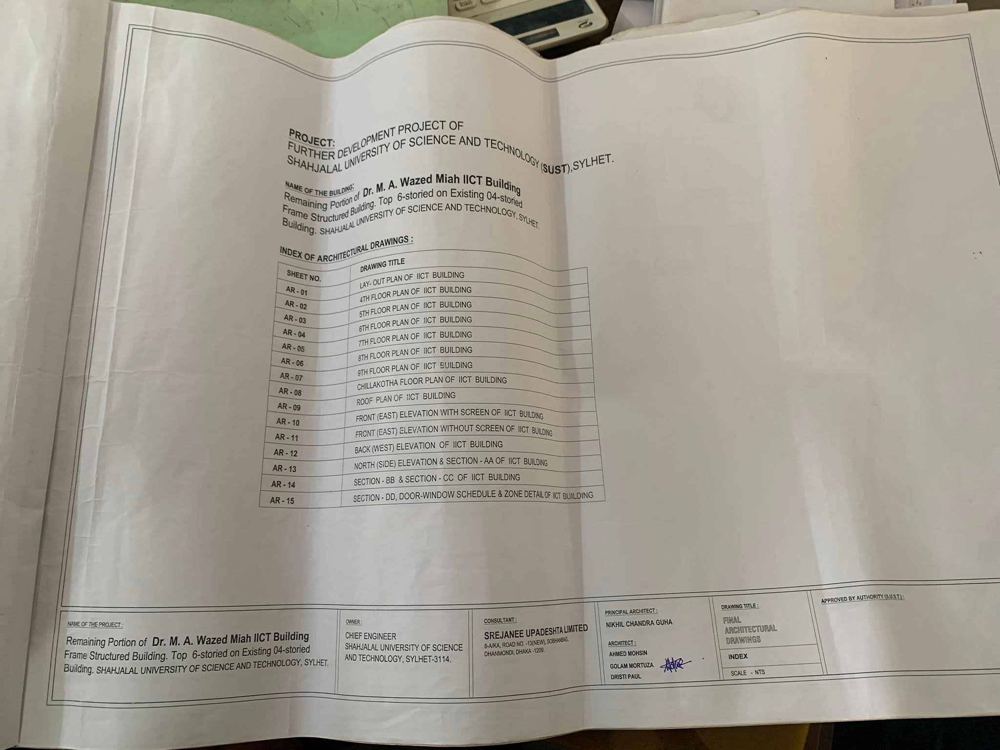 PROJECT:
FURTHER DEVELOPMENT PROJECT OF
SHAHJALAL UNIVERSITY OF SCIENCE AND TECHNOLOGY (SUST),SYLHET.
NAME OF THE BUILDING:
Remaining Portion of Dr. M. A. Wazed Miah IICT Building
Frame Structured Building. Top 6-storied on Existing 04-storied
Building. SHAHJALAL UNIVERSITY OF SCIENCE AND TECHNOLOGY, SYLHET.
INDEX OF ARCHITECTURAL DRAWINGS :
SHEET NO. DRAWING TITLE
AR - 01 LAY- OUT PLAN OF IICT BUILDING
AR - 02 4TH FLOOR PLAN OF IICT BUILDING
AR - 03 5TH FLOOR PLAN OF IICT BUILDING
AR - 04 6TH FLOOR PLAN OF IICT BUILDING
AR - 05 7TH FLOOR PLAN OF IICT BUILDING
AR - 06 8TH FLOOR PLAN OF IICT BUILDING
AR - 07 9TH FLOOR PLAN OF IICT BUILDING
AR - 08 CHILLAKOTHA FLOOR PLAN OF IICT BUILDING
AR - 09 ROOF PLAN OF IICT BUILDING
AR - 10 FRONT (EAST) ELEVATION WITH SCREEN OF IICT BUILDING
AR - 11 FRONT (EAST) ELEVATION WITHOUT SCREEN OF IICT BUILDING
AR - 12 BACK (WEST) ELEVATION OF IICT BUILDING
AR - 13 NORTH (SIDE) ELEVATION & SECTION - AA OF IICT BUILDING
AR - 14 SECTION - BB & SECTION - CC OF IICT BUILDING
AR - 15 SECTION - DD, DOOR-WINDOW SCHEDULE & ZONE DETAIL OF IICT BUILDING
NAME OF THE PROJECT :
Remaining Portion of Dr. M. A. Wazed Miah IICT Building
Frame Structured Building. Top 6-storied on Existing 04-storied
Building. SHAHJALAL UNIVERSITY OF SCIENCE AND TECHNOLOGY, SYLHET.
OWNER :
CHIEF ENGINEER
SHAHJALAL UNIVERSITY OF SCIENCE
AND TECHNOLOGY, SYLHET-3114.
CONSULTANT :
SREJANEE UPADESHTA LIMITED
8-A/KA, ROAD NO. -13(NEW), SOBHANBAG,
DHANMONDI, DHAKA -1209.
PRINCIPAL ARCHITECT :
NIKHIL CHANDRA GUHA
ARCHITECT :
AHMED MOHSIN
GOLAM MORTUZA
DRISTI PAUL
DRAWING TITLE :
FINAL
ARCHITECTURAL
DRAWINGS
INDEX
SCALE - NTS
APPROVED BY AUTHORITY (S.U.S.T.) :